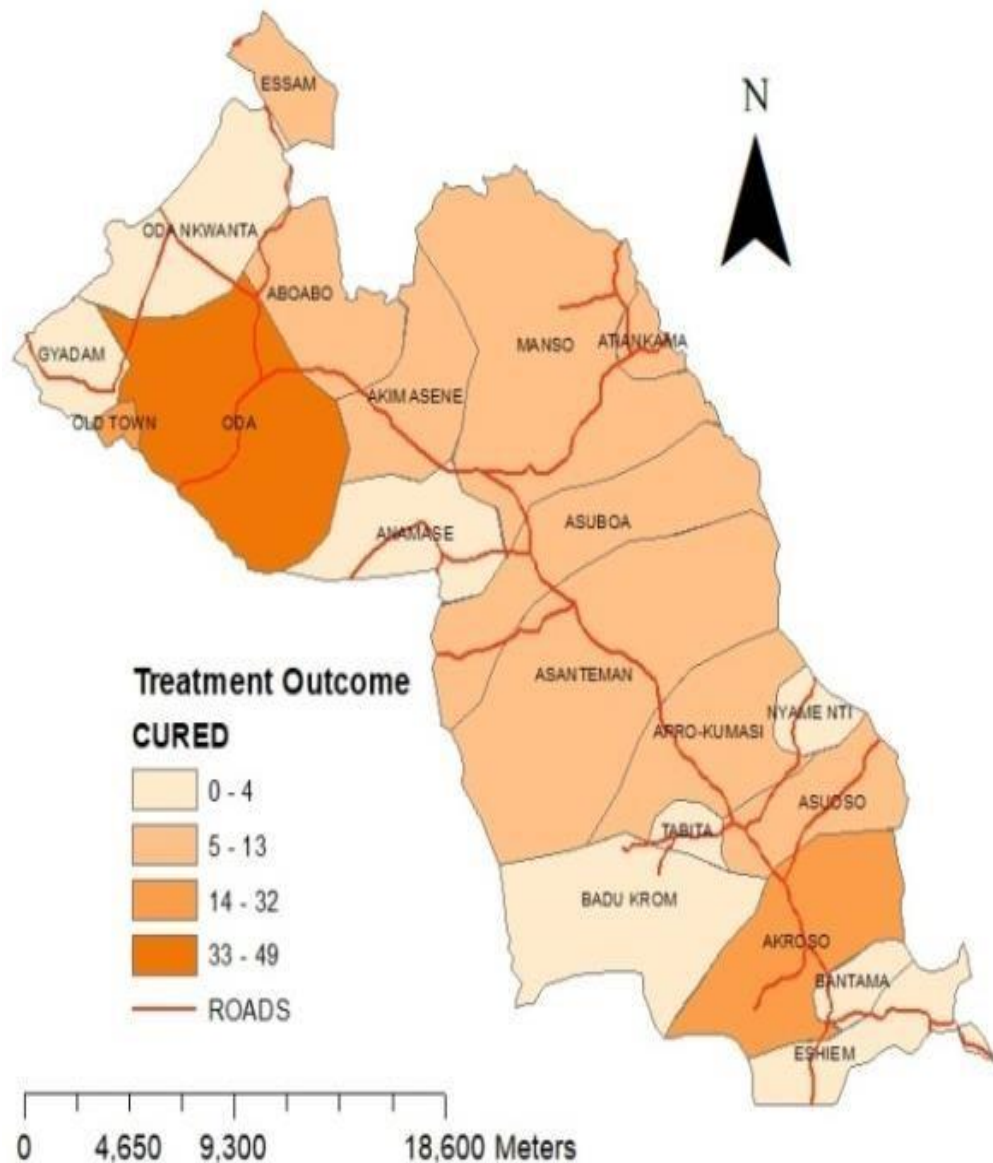 ESSAM
N
ODA NKWANTA
ABOABO
GYADAM
MANSO
ATIANKAMA
AKIM ASENE
OLD TOWN
ODA
ASUBOA
ANAMASE
ASANTEMAN
NYAME NTI
APRO-KUMASI
ASUOSO
TABITA
BADU KROM
AKROSO
BANTAMA
ESHIEM
Treatment Outcome
CURED
0 - 4
5 - 13
14 - 32
33 - 49
ROADS
0 4,650 9,300 18,600 Meters